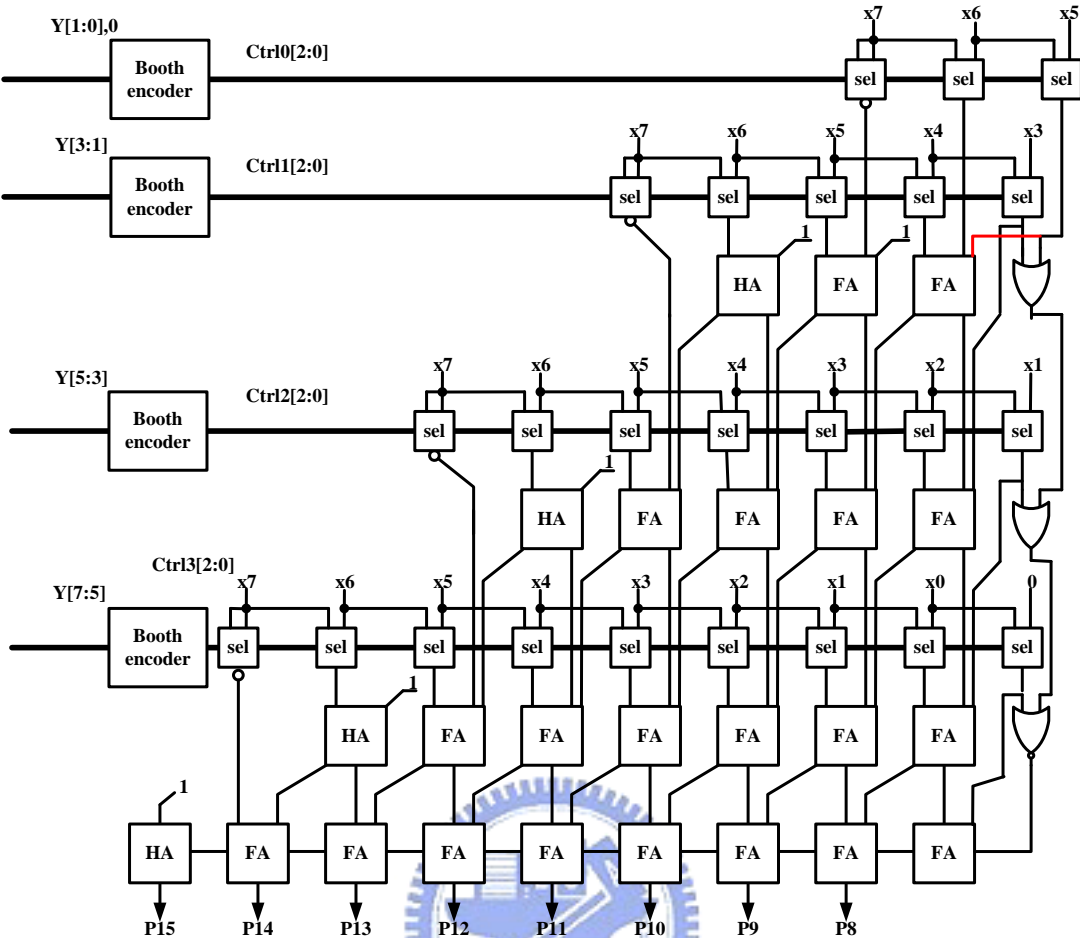 x7 x6 x5
Y[1:0],0
Ctrl0[2:0]
Booth
encoder
sel sel sel
x7 x6 x5 x4 x3
Y[3:1]
Ctrl1[2:0]
Booth
encoder
sel sel sel sel sel
1 1
HA FA FA
x7 x6 x5 x4 x3 x2 x1
Y[5:3]
Ctrl2[2:0]
Booth
encoder
sel sel sel sel sel sel sel
1
HA FA FA FA FA
Ctrl3[2:0]
x7 x6 x5 x4 x3 x2 x1 x0 0
Y[7:5]
Booth
encoder
sel sel sel sel sel sel sel sel sel
1
HA FA FA FA FA FA FA
1
HA FA FA FA FA FA FA FA FA
P15 P14 P13 P12 P11 P10 P9 P8